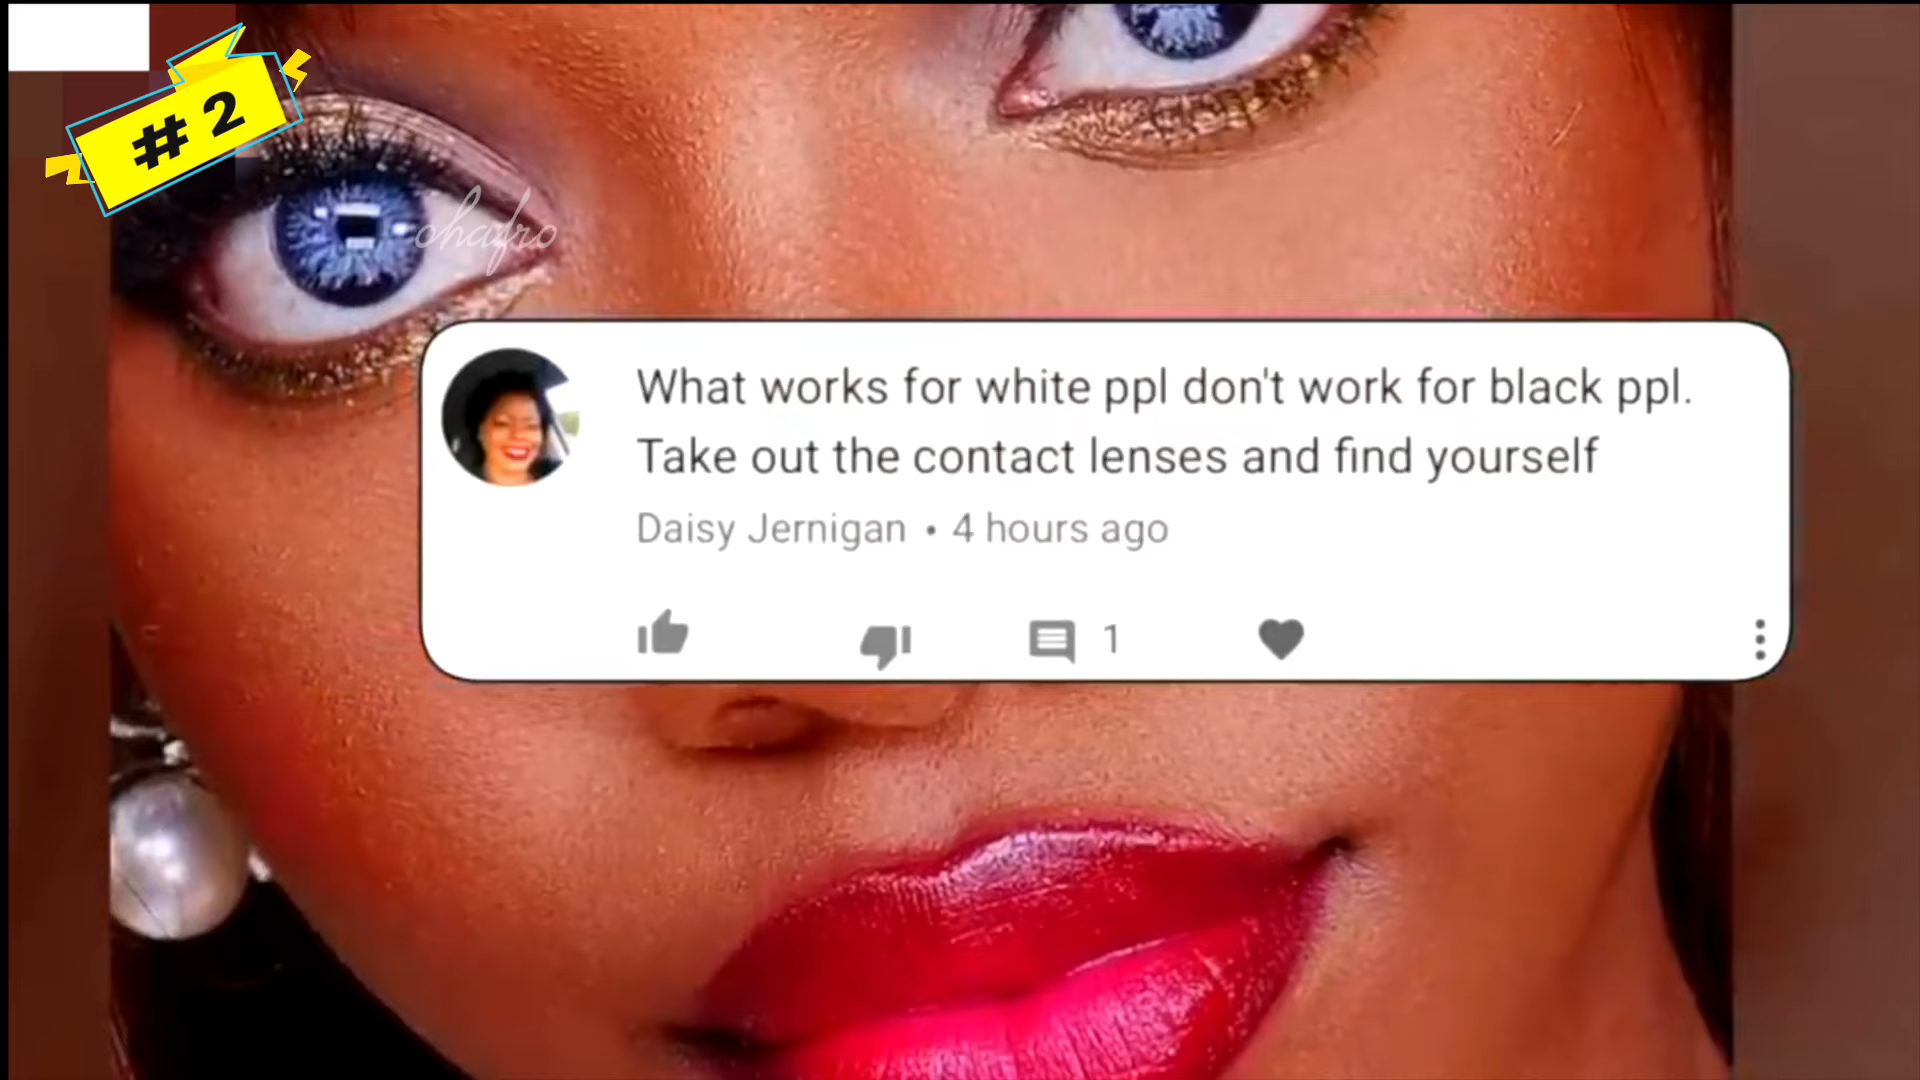 # 2
ohafro
What works for white ppl don't work for black ppl.
Take out the contact lenses and find yourself
Daisy Jernigan • 4 hours ago
1